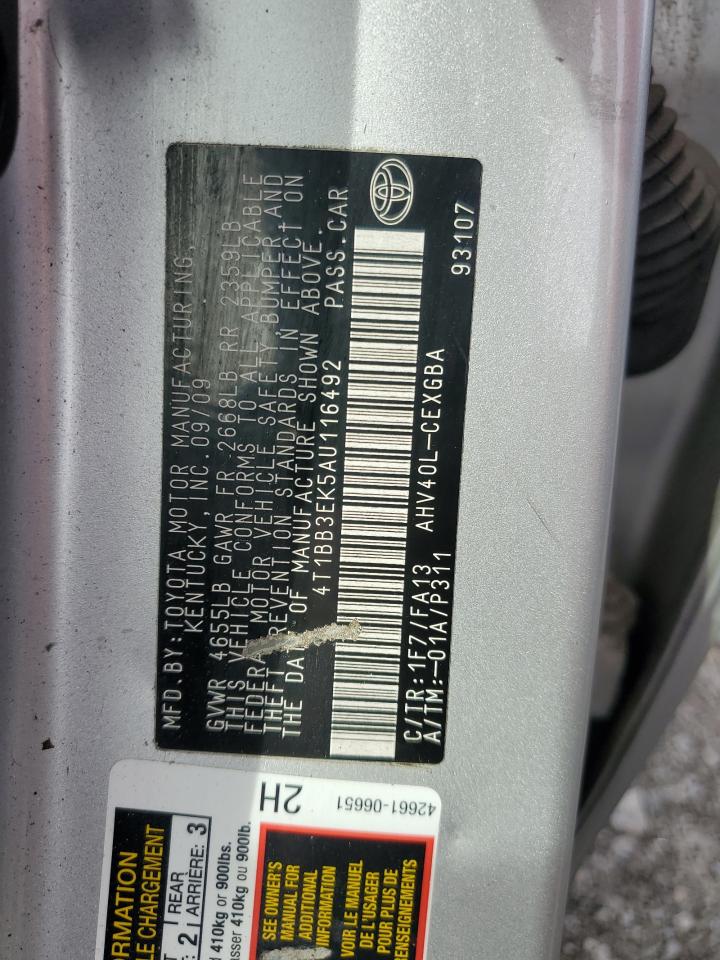 MFD. BY: TOYOTA MOTOR MANUFACTURING,
KENTUCKY, INC. 09/09
GVWR 4655LB GAWR FR 2668LB RR 2359LB
THIS VEHICLE CONFORMS TO ALL APPLICABLE
FEDERAL MOTOR VEHICLE SAFETY, BUMPER, AND
THEFT PREVENTION STANDARDS IN EFFECT ON
THE DATE OF MANUFACTURE SHOWN ABOVE.
4T1BB3EK5AU116492 PASS. CAR
C/TR: 1F7/FA13 AHV40L-CEXGBA
A/TM: -01A/P311 93107
ORMATION
LE CHARGEMENT
2 REAR
ARRIÈRE: 3
410kg or 900lbs.
asser 410kg ou 900lb.
2H
42661-06651
SEE OWNER'S
MANUAL FOR
ADDITIONAL
INFORMATION
VOIR LE MANUEL
DE L'USAGER
POUR PLUS DE
RENSEIGNEMENTS